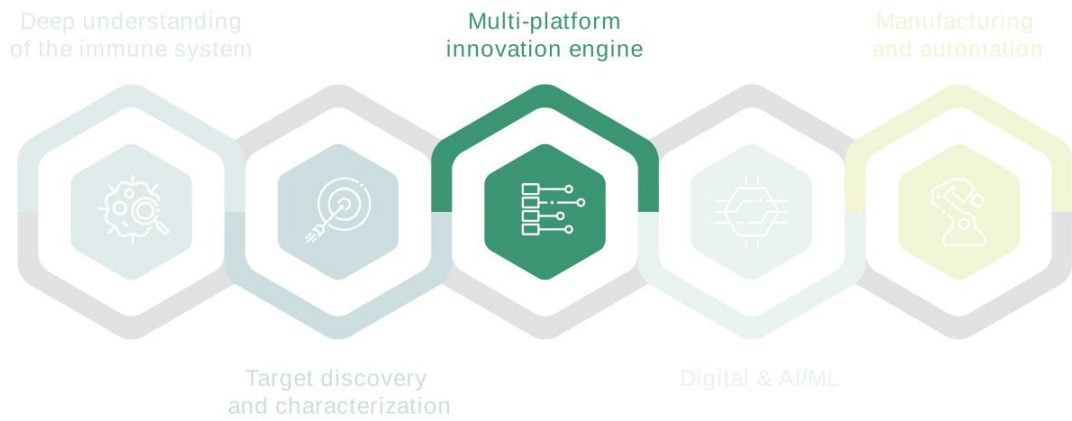 Deep understanding
of the immune system
Multi-platform
innovation engine
Manufacturing
and automation
Target discovery
and characterization
Digital & AI/ML